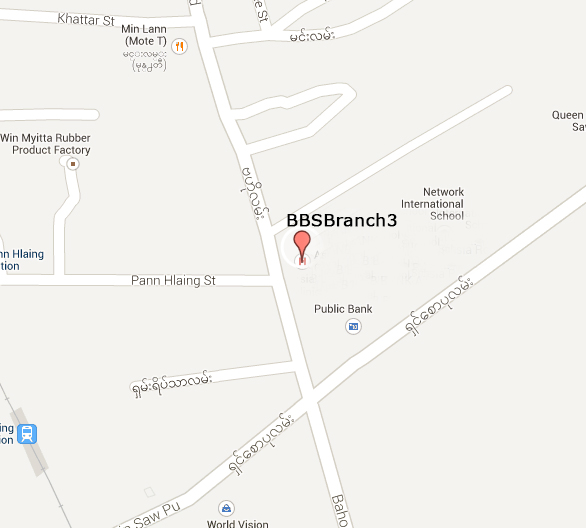 Khattar St
Min Lann
(Mote T)
မင်းလမ်း
(မုန့်တီ)
မင်းလမ်း
Win Myitta Rubber
Product Factory
Queen
ဗဟိုလမ်း
Network
International
School
BBSBranch3
nn Hlaing
tion
Pann Hlaing St
Public Bank
ရှင်စောပုလမ်း
ရှမ်းရိပ်သာလမ်း
ရှင်စောပုလမ်း
ing
ion
Saw Pu
Baho
World Vision